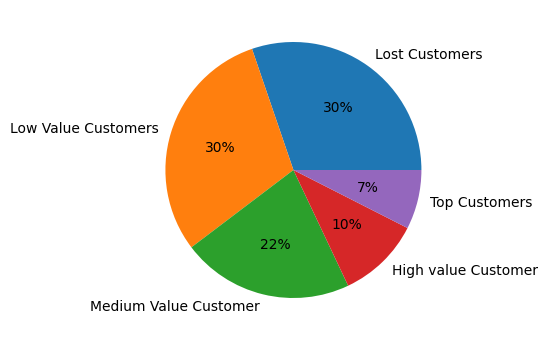 Lost Customers
30%
Low Value Customers
30%
Medium Value Customer
22%
High value Customer
10%
Top Customers
7%